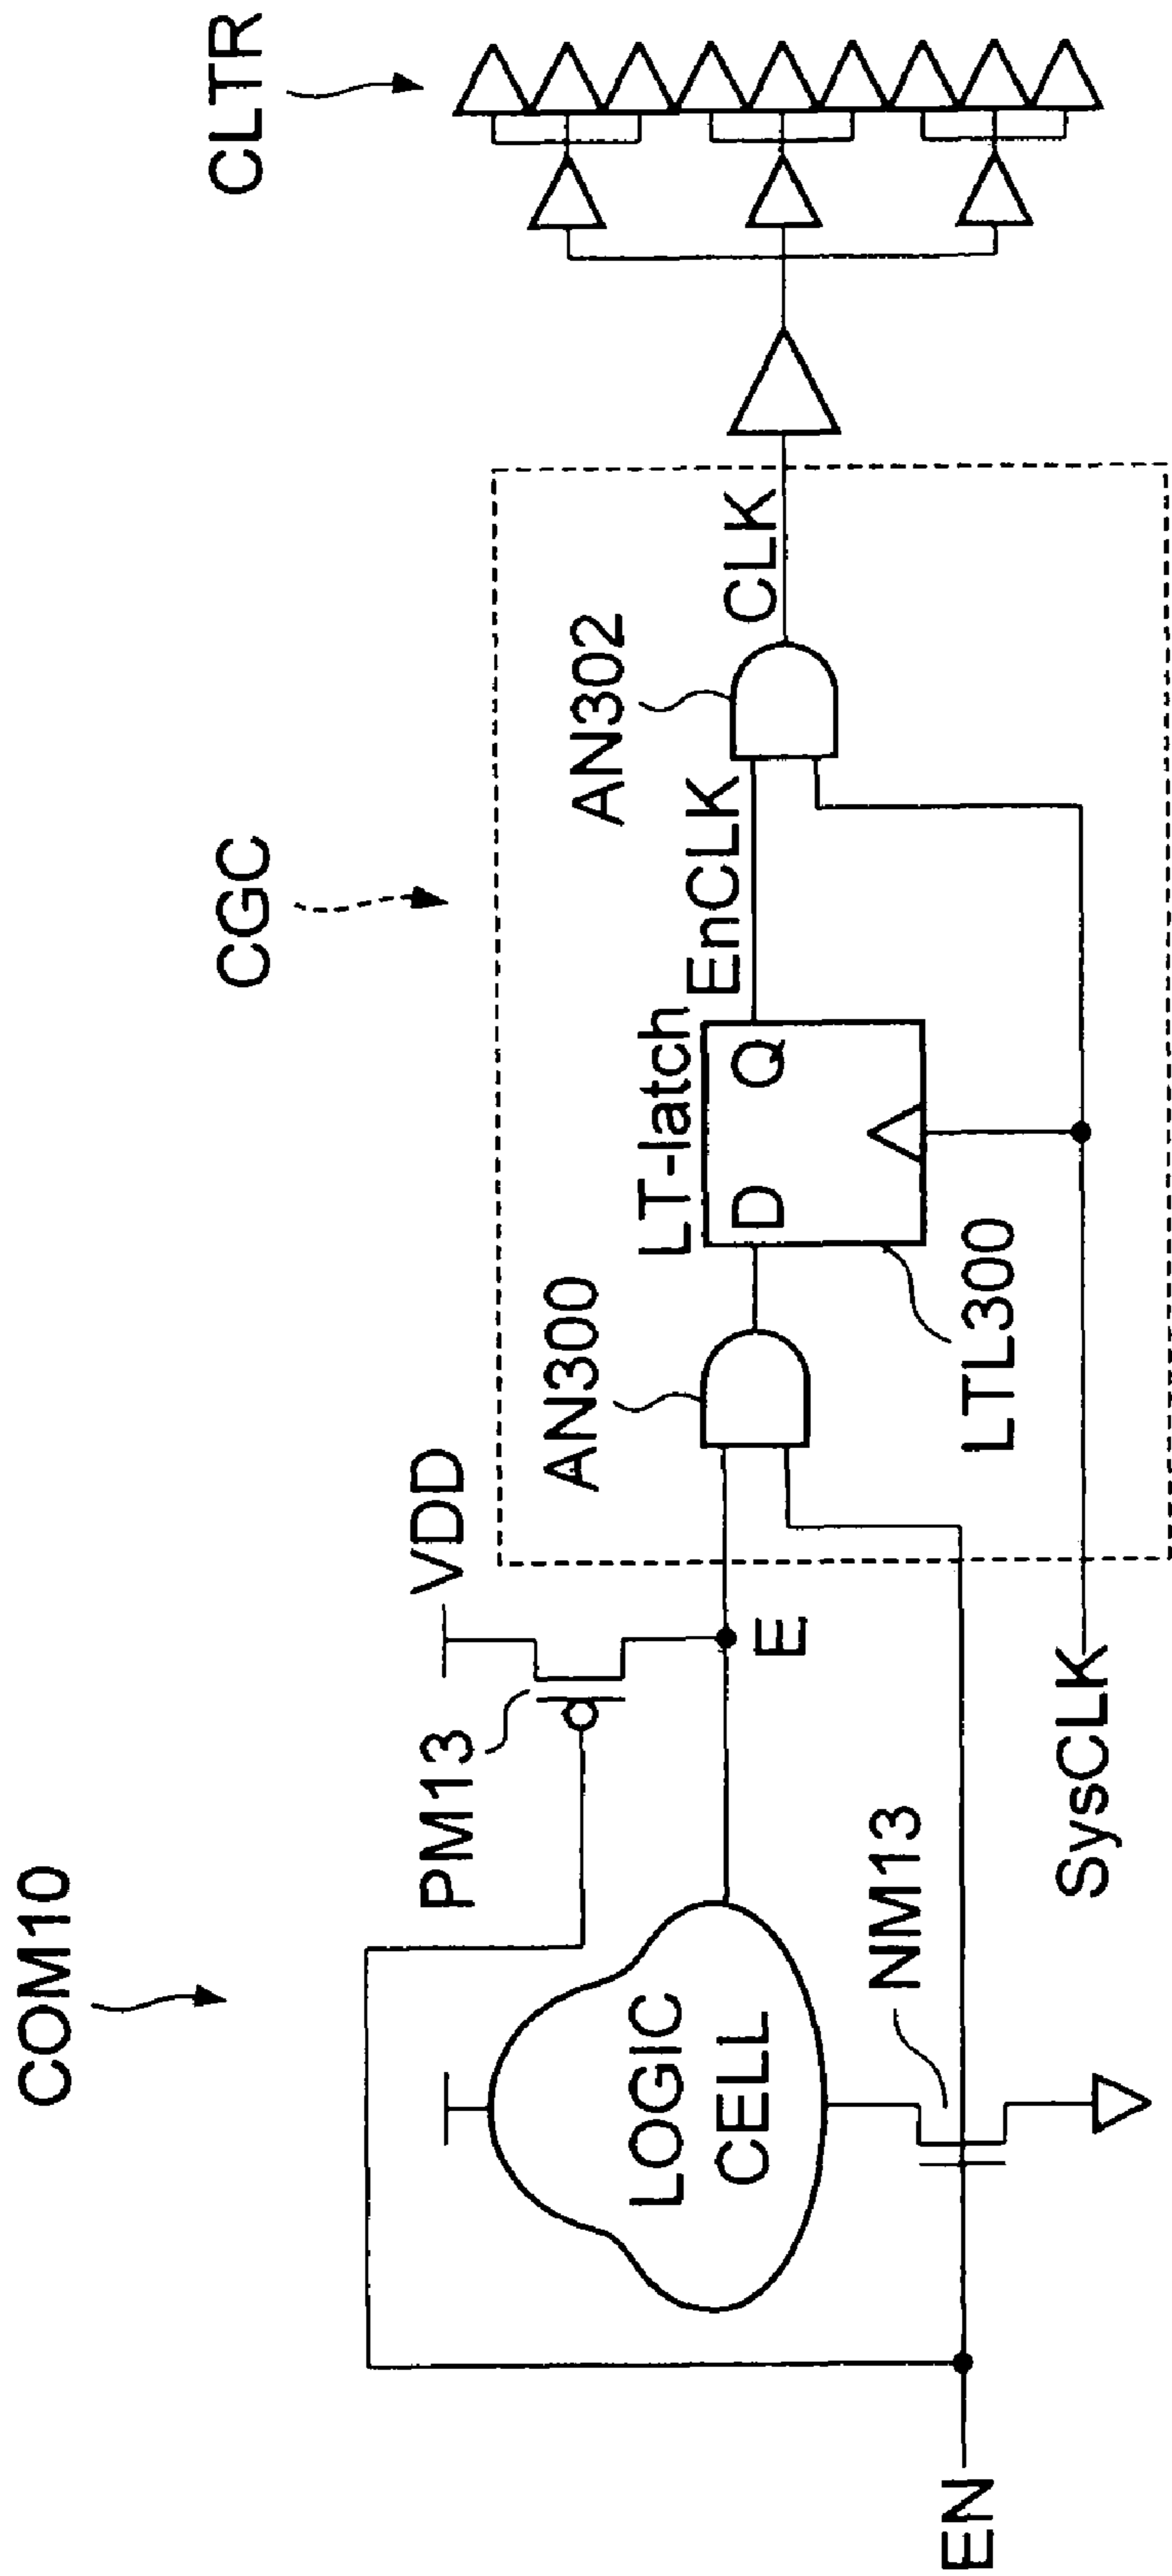 COM10
CGC
CLTR
VDD
PM13
LOGIC
CELL
NM13
E
EN
SysCLK
AN300
LT-latch
D
Q
LTL300
EnCLK
AN302
CLK